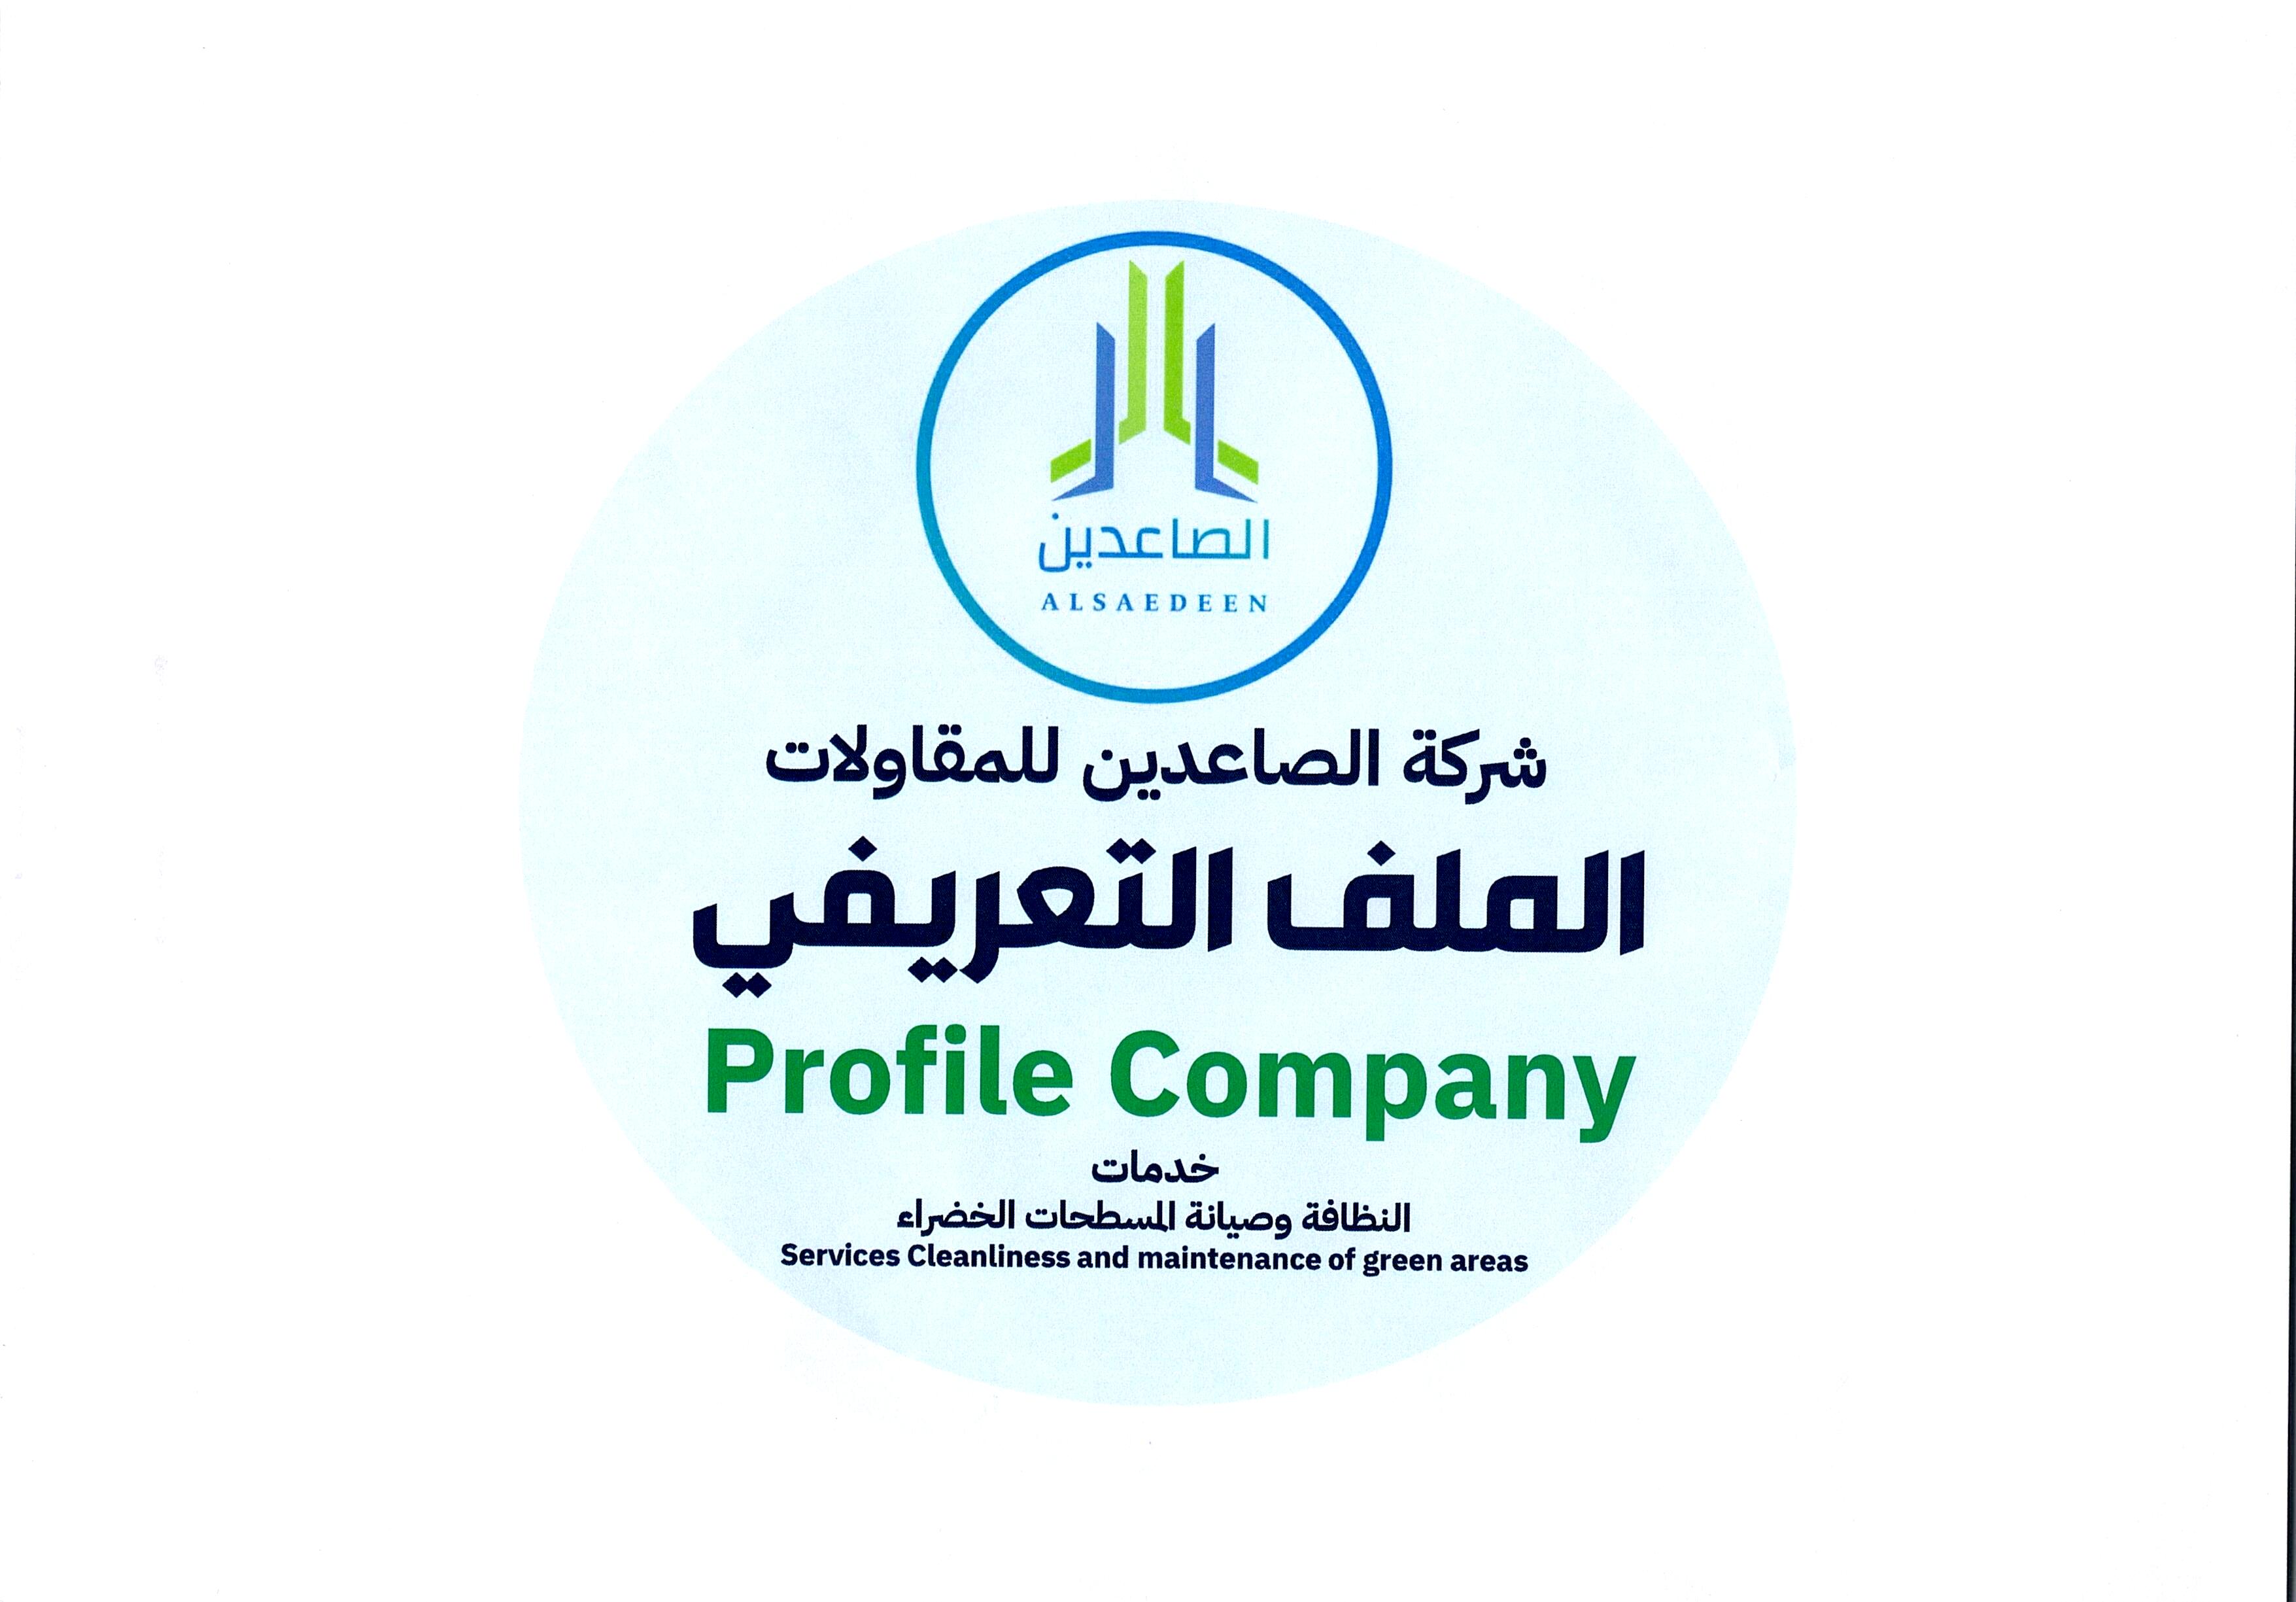 الصاعدين
ALSAEDEEN
شركة الصاعدين للمقاولات
الملف التعريفي
Profile Company
خدمات
النظافة وصيانة المسطحات الخضراء
Services Cleanliness and maintenance of green areas